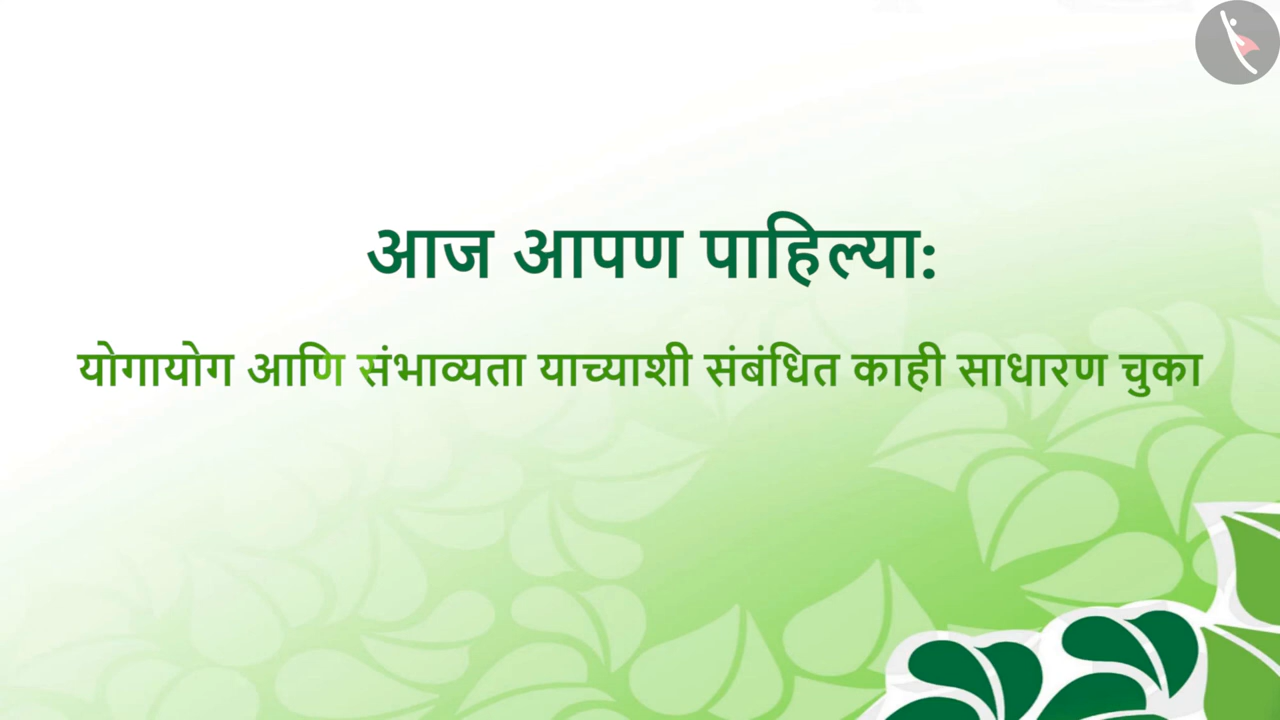 आज आपण पाहिल्या:
योगायोग आणि संभाव्यता याच्याशी संबंधित काही साधारण चुका